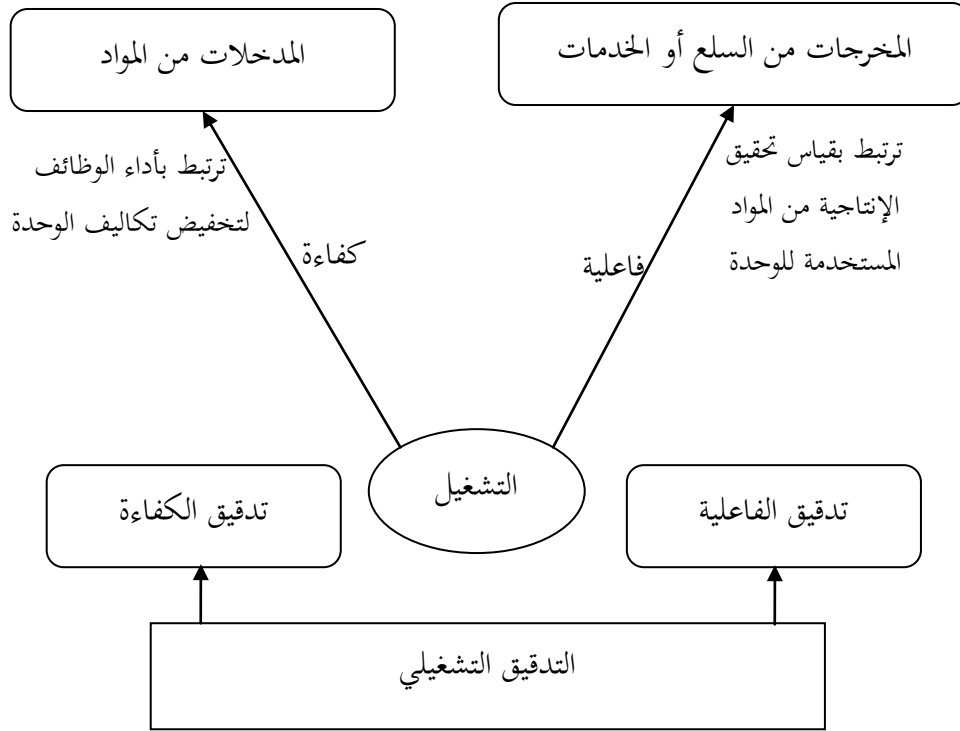 المخرجات من السلع أو الخدمات
المدخلات من المواد
ترتبط بقياس تحقيق
الإنتاجية من المواد
المستخدمة للوحدة
فاعلية
ترتبط بأداء الوظائف
لتخفيض تكاليف الوحدة
كفاءة
التشغيل
تدقيق الفاعلية
تدقيق الكفاءة
التدقيق التشغيلي